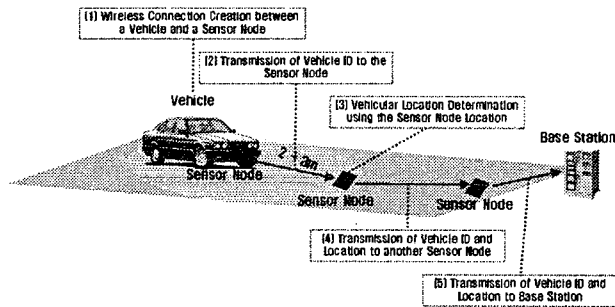 (1) Wireless Connection Creation between
a Vehicle and a Sensor Node
(2) Transmission of Vehicle ID to the
Sensor Node
Vehicle
(3) Vehicular Location Determination
using the Sensor Node Location
Base Station
2 - 3m
Sensor Node
Sensor Node
Sensor Node
(4) Transmission of Vehicle ID and
Location to another Sensor Node
(5) Transmission of Vehicle ID and
Location to Base Station